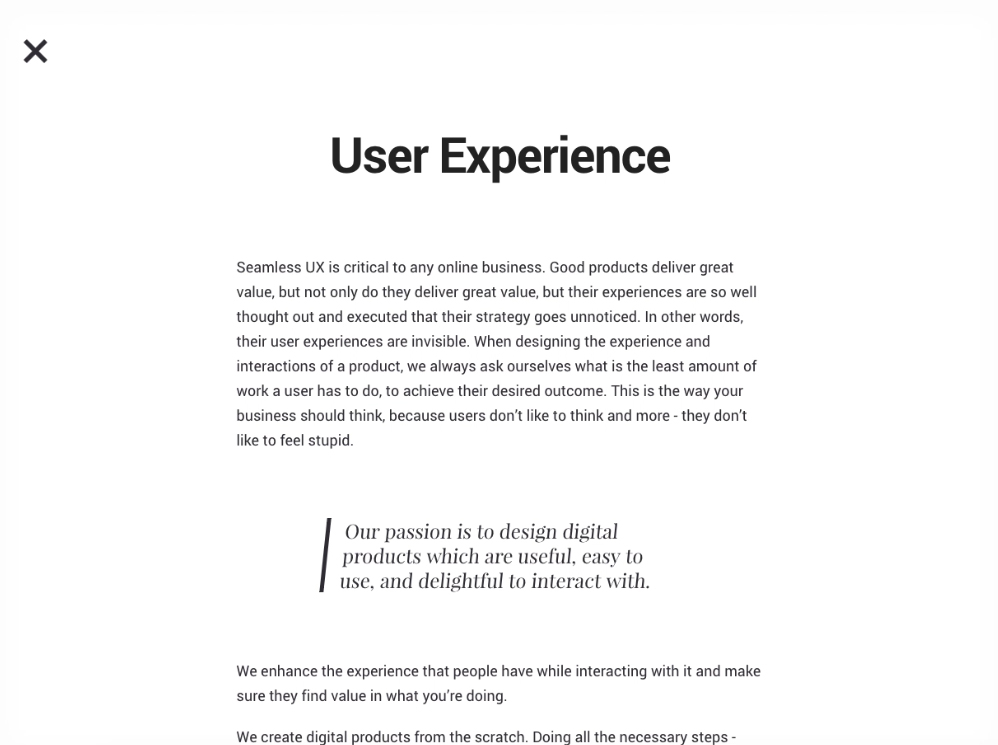 User Experience
Seamless UX is critical to any online business. Good products deliver great
value, but not only do they deliver great value, but their experiences are so well
thought out and executed that their strategy goes unnoticed. In other words,
their user experiences are invisible. When designing the experience and
interactions of a product, we always ask ourselves what is the least amount of
work a user has to do, to achieve their desired outcome. This is the way your
business should think, because users don’t like to think and more - they don’t
like to feel stupid.
Our passion is to design digital
products which are useful, easy to
use, and delightful to interact with.
We enhance the experience that people have while interacting with it and make
sure they find value in what you’re doing.
We create digital products from the scratch. Doing all the necessary steps -